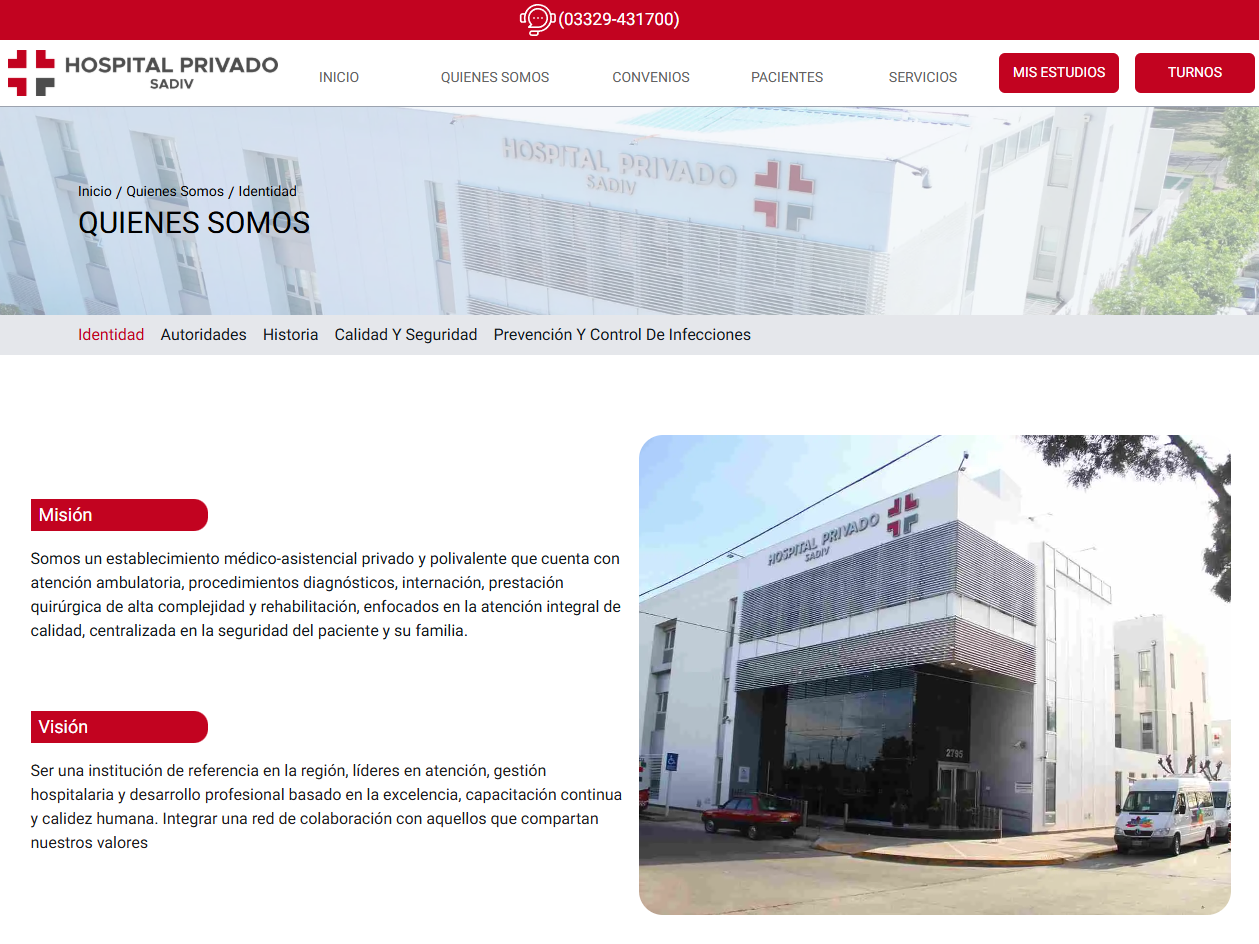 (03329-431700)
HOSPITAL PRIVADO
SADIV
INICIO
QUIENES SOMOS
CONVENIOS
PACIENTES
SERVICIOS
MIS ESTUDIOS
TURNOS
HOSPITAL PRIVADO
SADIV
Inicio / Quienes Somos / Identidad
QUIENES SOMOS
Identidad
Autoridades
Historia
Calidad Y Seguridad
Prevención Y Control De Infecciones
Misión
Somos un establecimiento médico-asistencial privado y polivalente que cuenta con
atención ambulatoria, procedimientos diagnósticos, internación, prestación
quirúrgica de alta complejidad y rehabilitación, enfocados en la atención integral de
calidad, centralizada en la seguridad del paciente y su familia.
Visión
Ser una institución de referencia en la región, líderes en atención, gestión
hospitalaria y desarrollo profesional basado en la excelencia, capacitación continua
y calidez humana. Integrar una red de colaboración con aquellos que compartan
nuestros valores
HOSPITAL PRIVADO
SADIV
2795